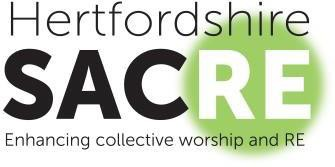 Hertfordshire
SACRE
Enhancing collective worship and RE